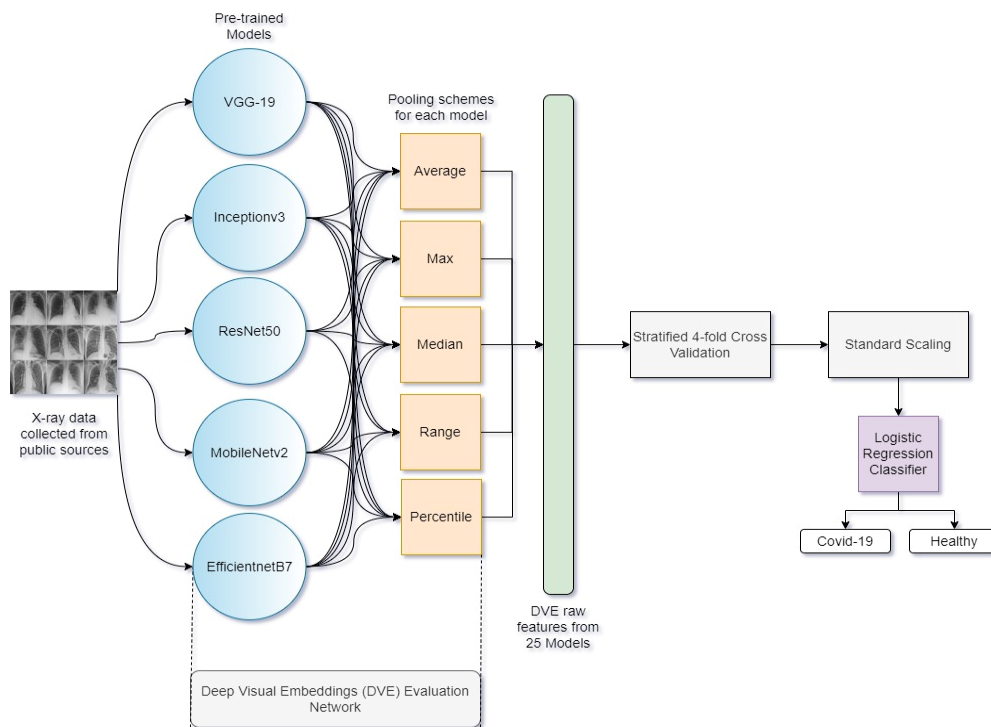 Pre-trained
Models
VGG-19
Inceptionv3
ResNet50
MobileNetv2
EfficientnetB7
X-ray data
collected from
public sources
Pooling schemes
for each model
Average
Max
Median
Range
Percentile
Deep Visual Embeddings (DVE) Evaluation
Network
DVE raw
features from
25 Models
Stratified 4-fold Cross
Validation
Standard Scaling
Logistic
Regression
Classifier
Covid-19
Healthy